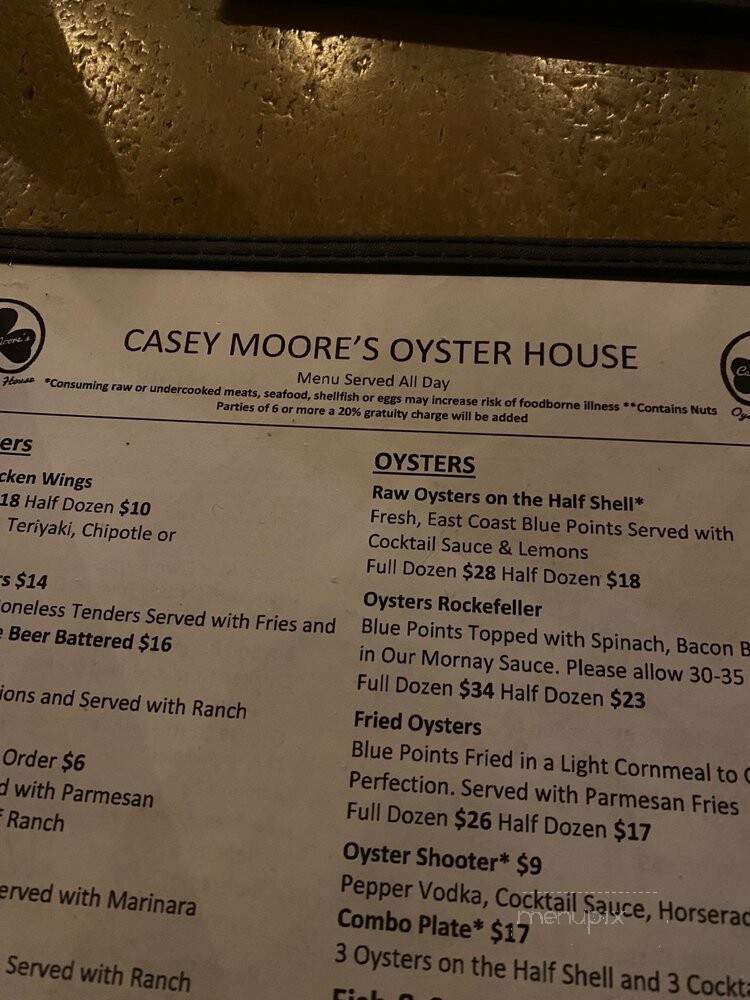 CASEY MOORE'S OYSTER HOUSE
Menu Served All Day
*Consuming raw or undercooked meats, seafood, shellfish or eggs may increase risk of foodborne illness **Contains Nuts
Parties of 6 or more a 20% gratuity charge will be added
House
ers
cken Wings
18 Half Dozen $10
Teriyaki, Chipotle or
rs $14
oneless Tenders Served with Fries and
Beer Battered $16
ions and Served with Ranch
Order $6
d with Parmesan
f Ranch
erved with Marinara
Served with Ranch
OYSTERS
Raw Oysters on the Half Shell*
Fresh, East Coast Blue Points Served with
Cocktail Sauce & Lemons
Full Dozen $28 Half Dozen $18
Oysters Rockefeller
Blue Points Topped with Spinach, Bacon B
in Our Mornay Sauce. Please allow 30-35
Full Dozen $34 Half Dozen $23
Fried Oysters
Blue Points Fried in a Light Cornmeal to
Perfection. Served with Parmesan Fries
Full Dozen $26 Half Dozen $17
Oyster Shooter* $9
Pepper Vodka, Cocktail Sauce, Horserad
Combo Plate* $17
3 Oysters on the Half Shell and 3 Cockt
menupix